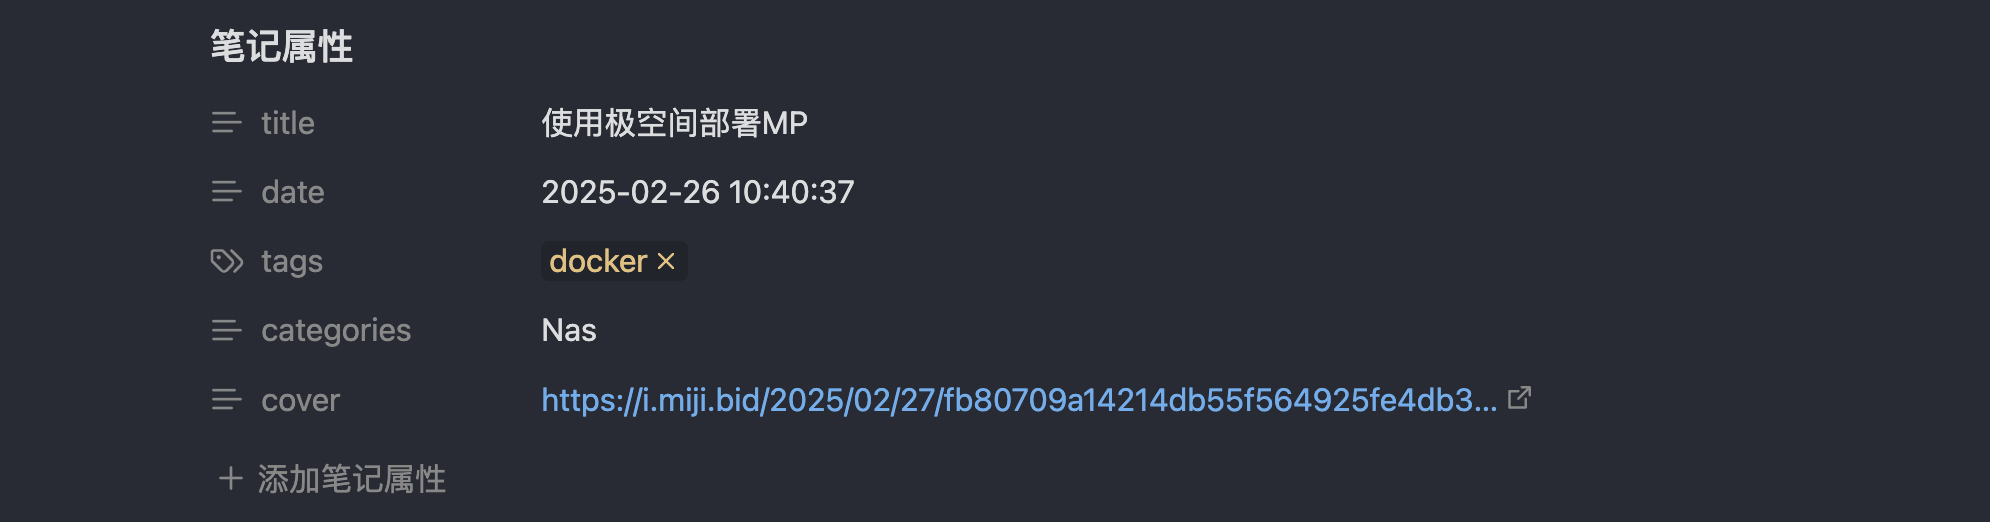 笔记属性
title 使用极空间部署MP
date 2025-02-26 10:40:37
tags docker ×
categories Nas
cover https://i.miji.bid/2025/02/27/fb80709a14214db55f564925fe4db3...
+ 添加笔记属性